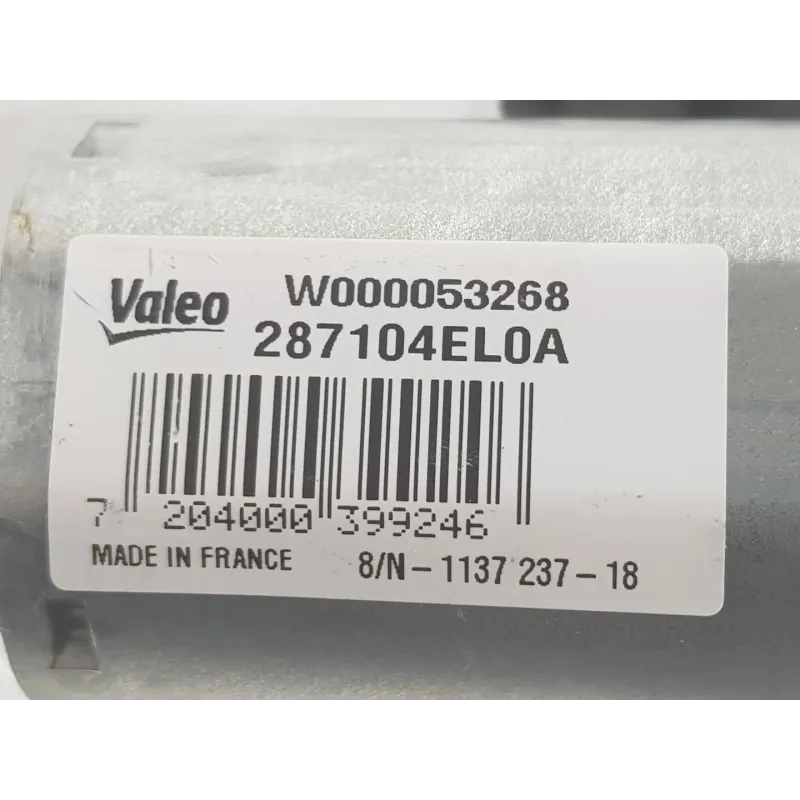 Valeo
W000053268
287104EL0A
7 204000 399246
MADE IN FRANCE 8/N-1137 237-18